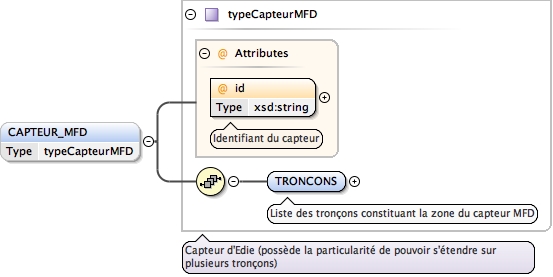 typeCapteurMFD
@ Attributes
@ id
Type xsd:string
Identifiant du capteur
CAPTEUR_MFD
Type typeCapteurMFD
TRONCONS
Liste des tronçons constituant la zone du capteur MFD
Capteur d'Edie (possède la particularité de pouvoir s'étendre sur
plusieurs tronçons)